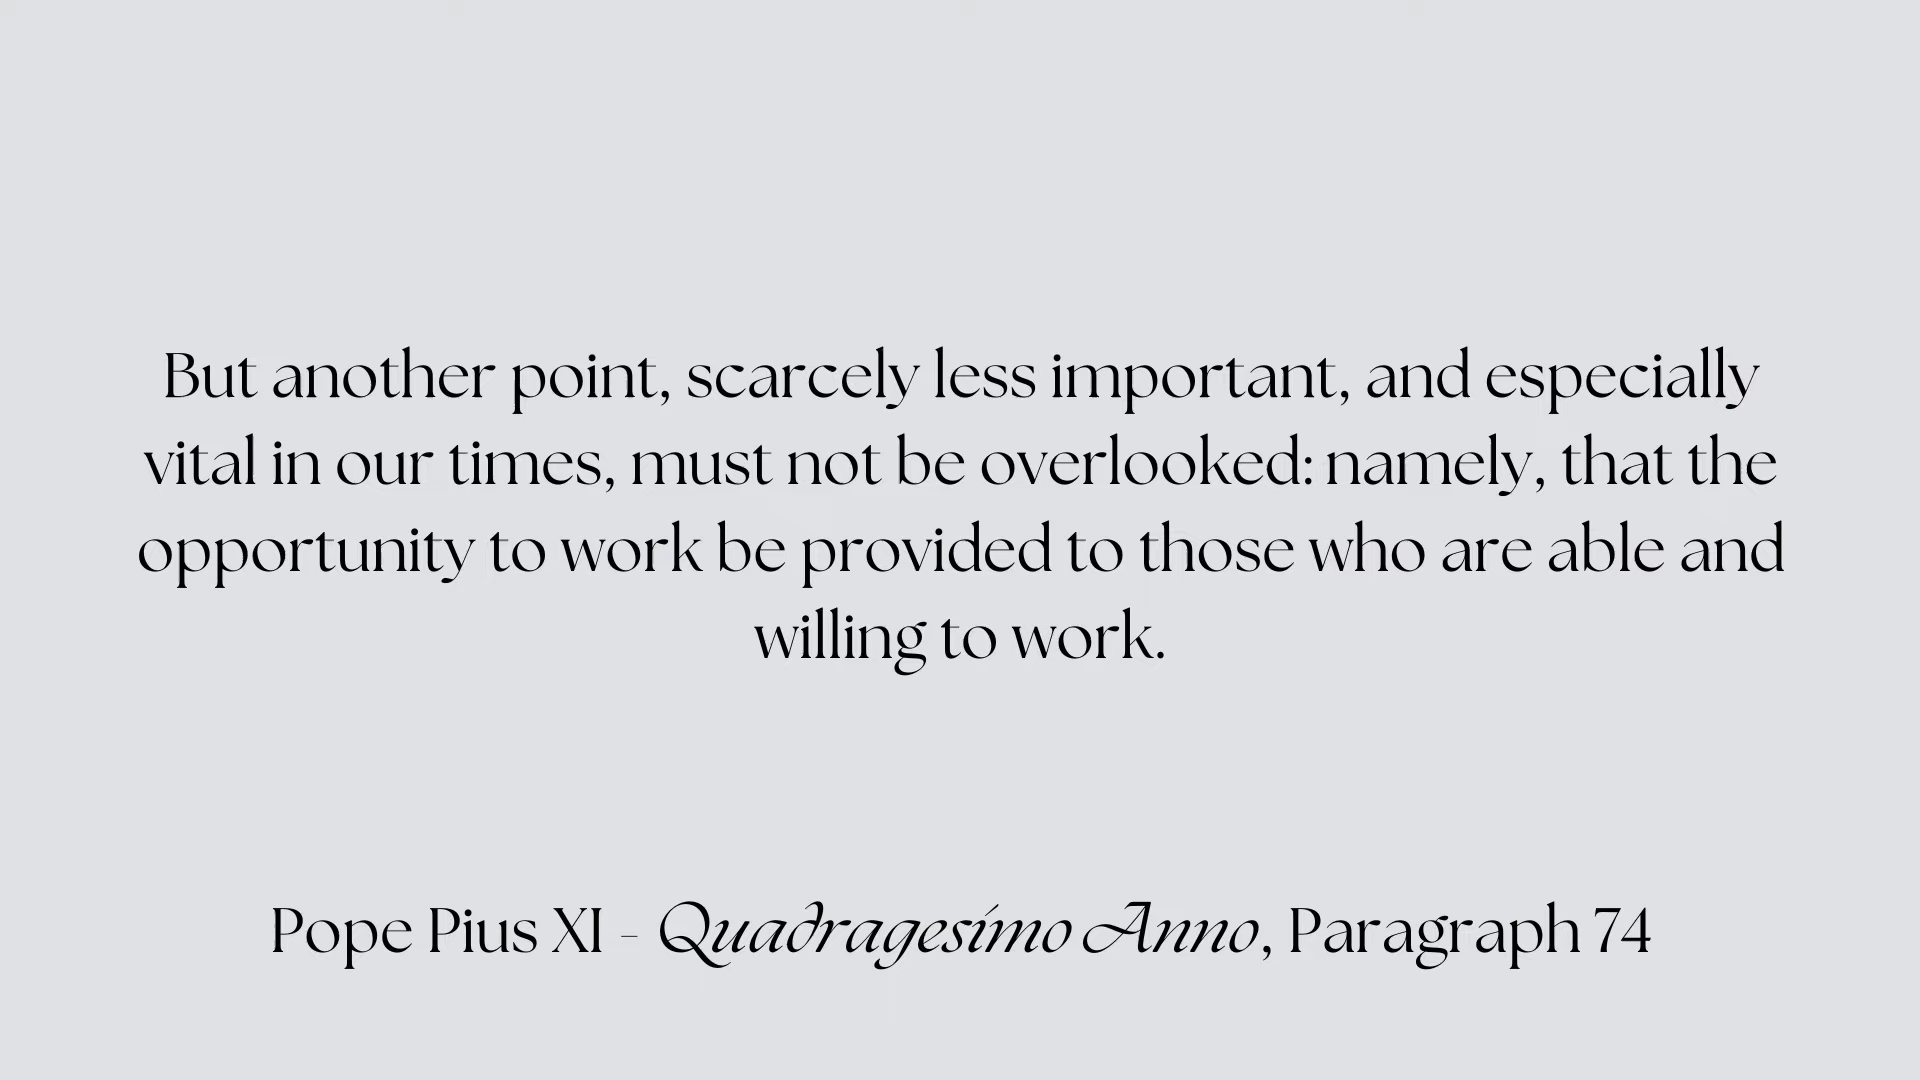 But another point, scarcely less important, and especially
vital in our times, must not be overlooked: namely, that the
opportunity to work be provided to those who are able and
willing to work.
Pope Pius XI - Quadragesimo Anno, Paragraph 74